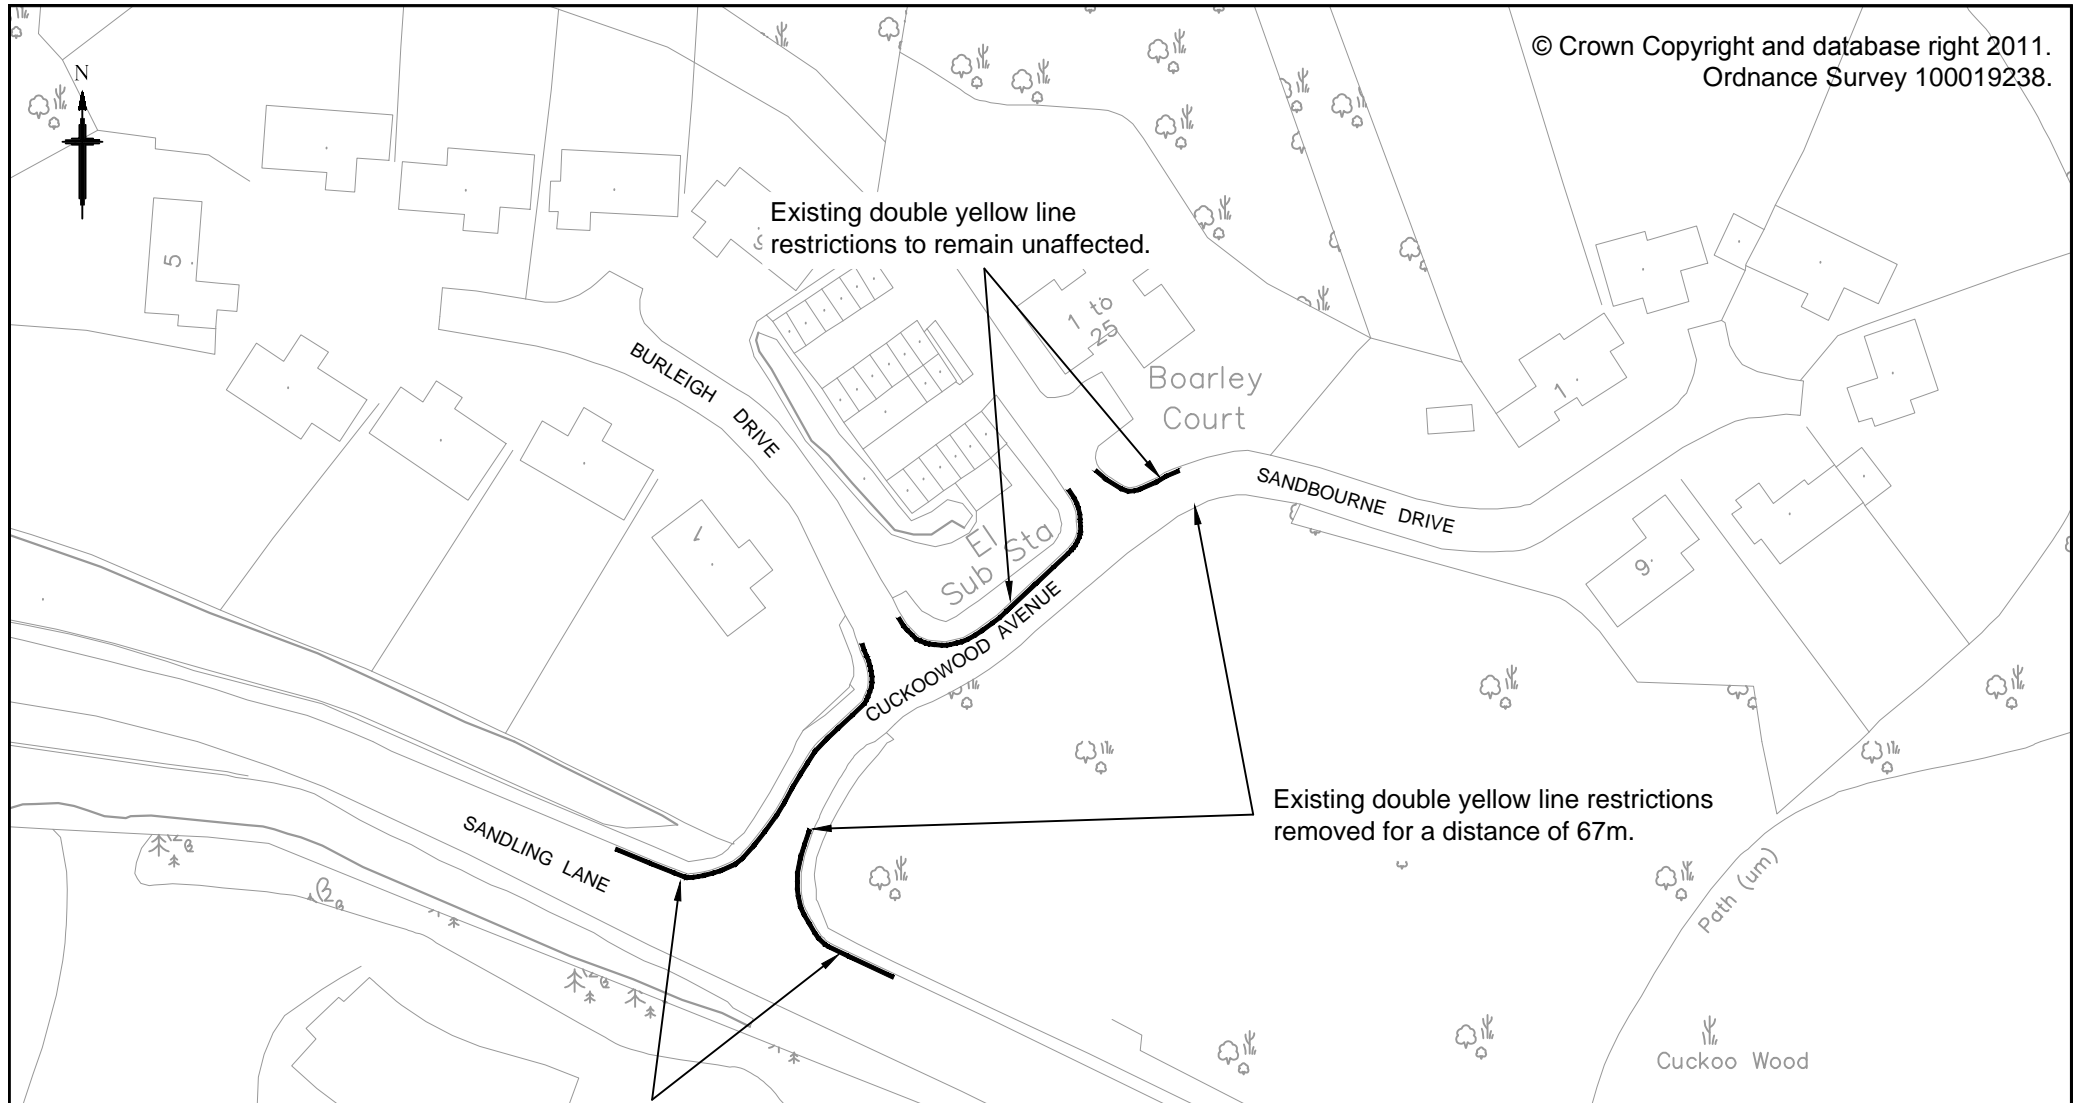 © Crown Copyright and database right 2011.
Ordnance Survey 100019238.
N
Existing double yellow line
restrictions to remain unaffected.
5
1 to
25
BURLEIGH DRIVE
Boarley
Court
1
SANDBOURNE DRIVE
1
El
Sub Sta
9
CUCKOOWOOD AVENUE
Existing double yellow line restrictions
removed for a distance of 67m.
SANDLING LANE
Path (um)
Cuckoo Wood